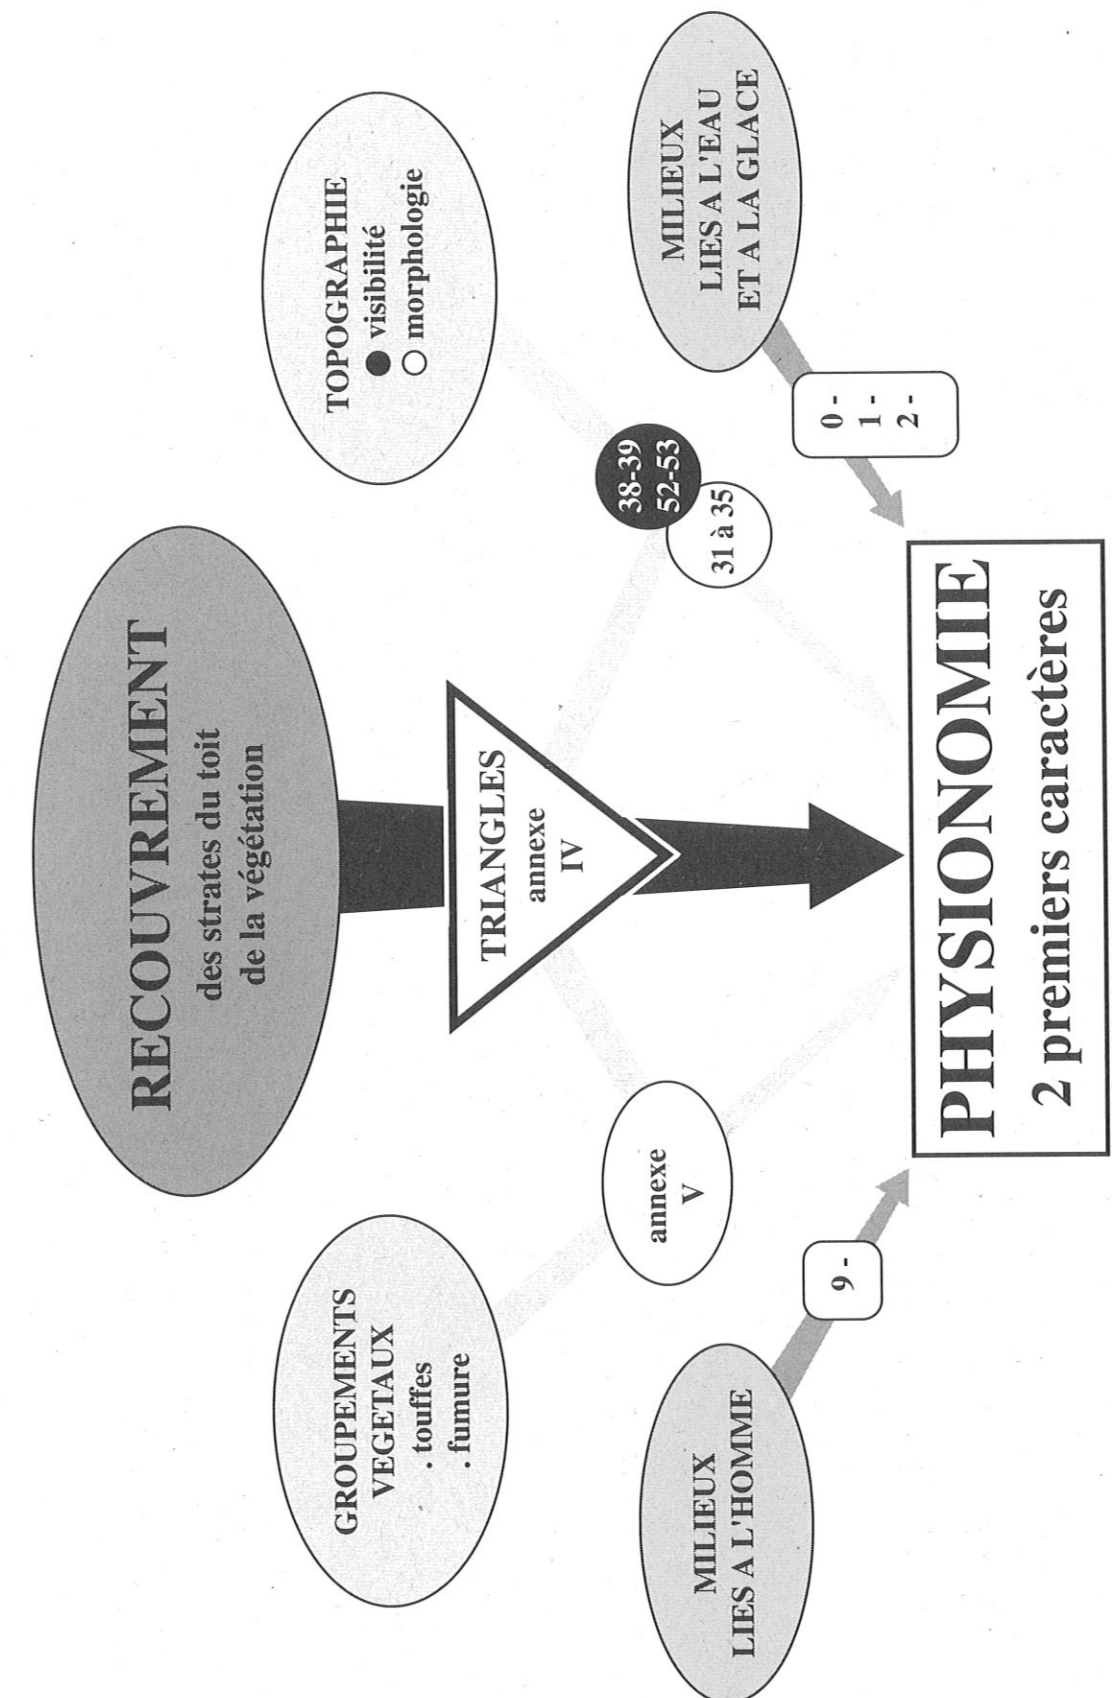 RECOUVREMENT
des strates du toit
de la végétation
GROUPEMENTS
VEGETAUX
. touffes
. fumure
TOPOGRAPHIE
visibilité
morphologie
TRIANGLES
annexe
IV
annexe
V
38-39
52-53
31 à 35
MILIEUX
LIES A L'HOMME
9 -
MILIEUX
LIES A L'EAU
ET A LA GLACE
0 -
1 -
2 -
PHYSIONOMIE
2 premiers caractères